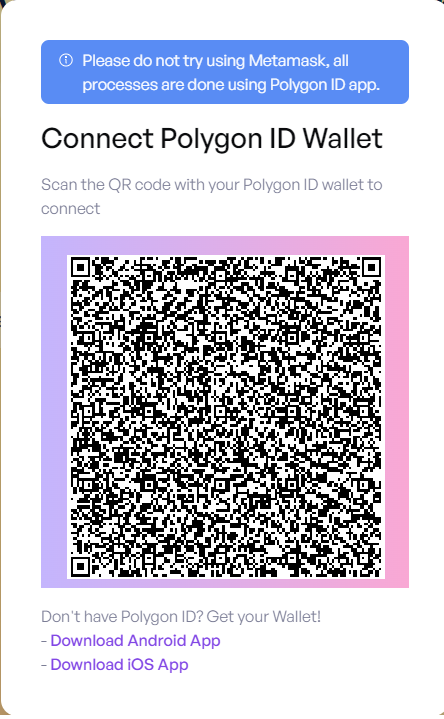 Please do not try using Metamask, all
processes are done using Polygon ID app.
Connect Polygon ID Wallet
Scan the QR code with your Polygon ID wallet to
connect
Don't have Polygon ID? Get your Wallet!
- Download Android App
- Download iOS App